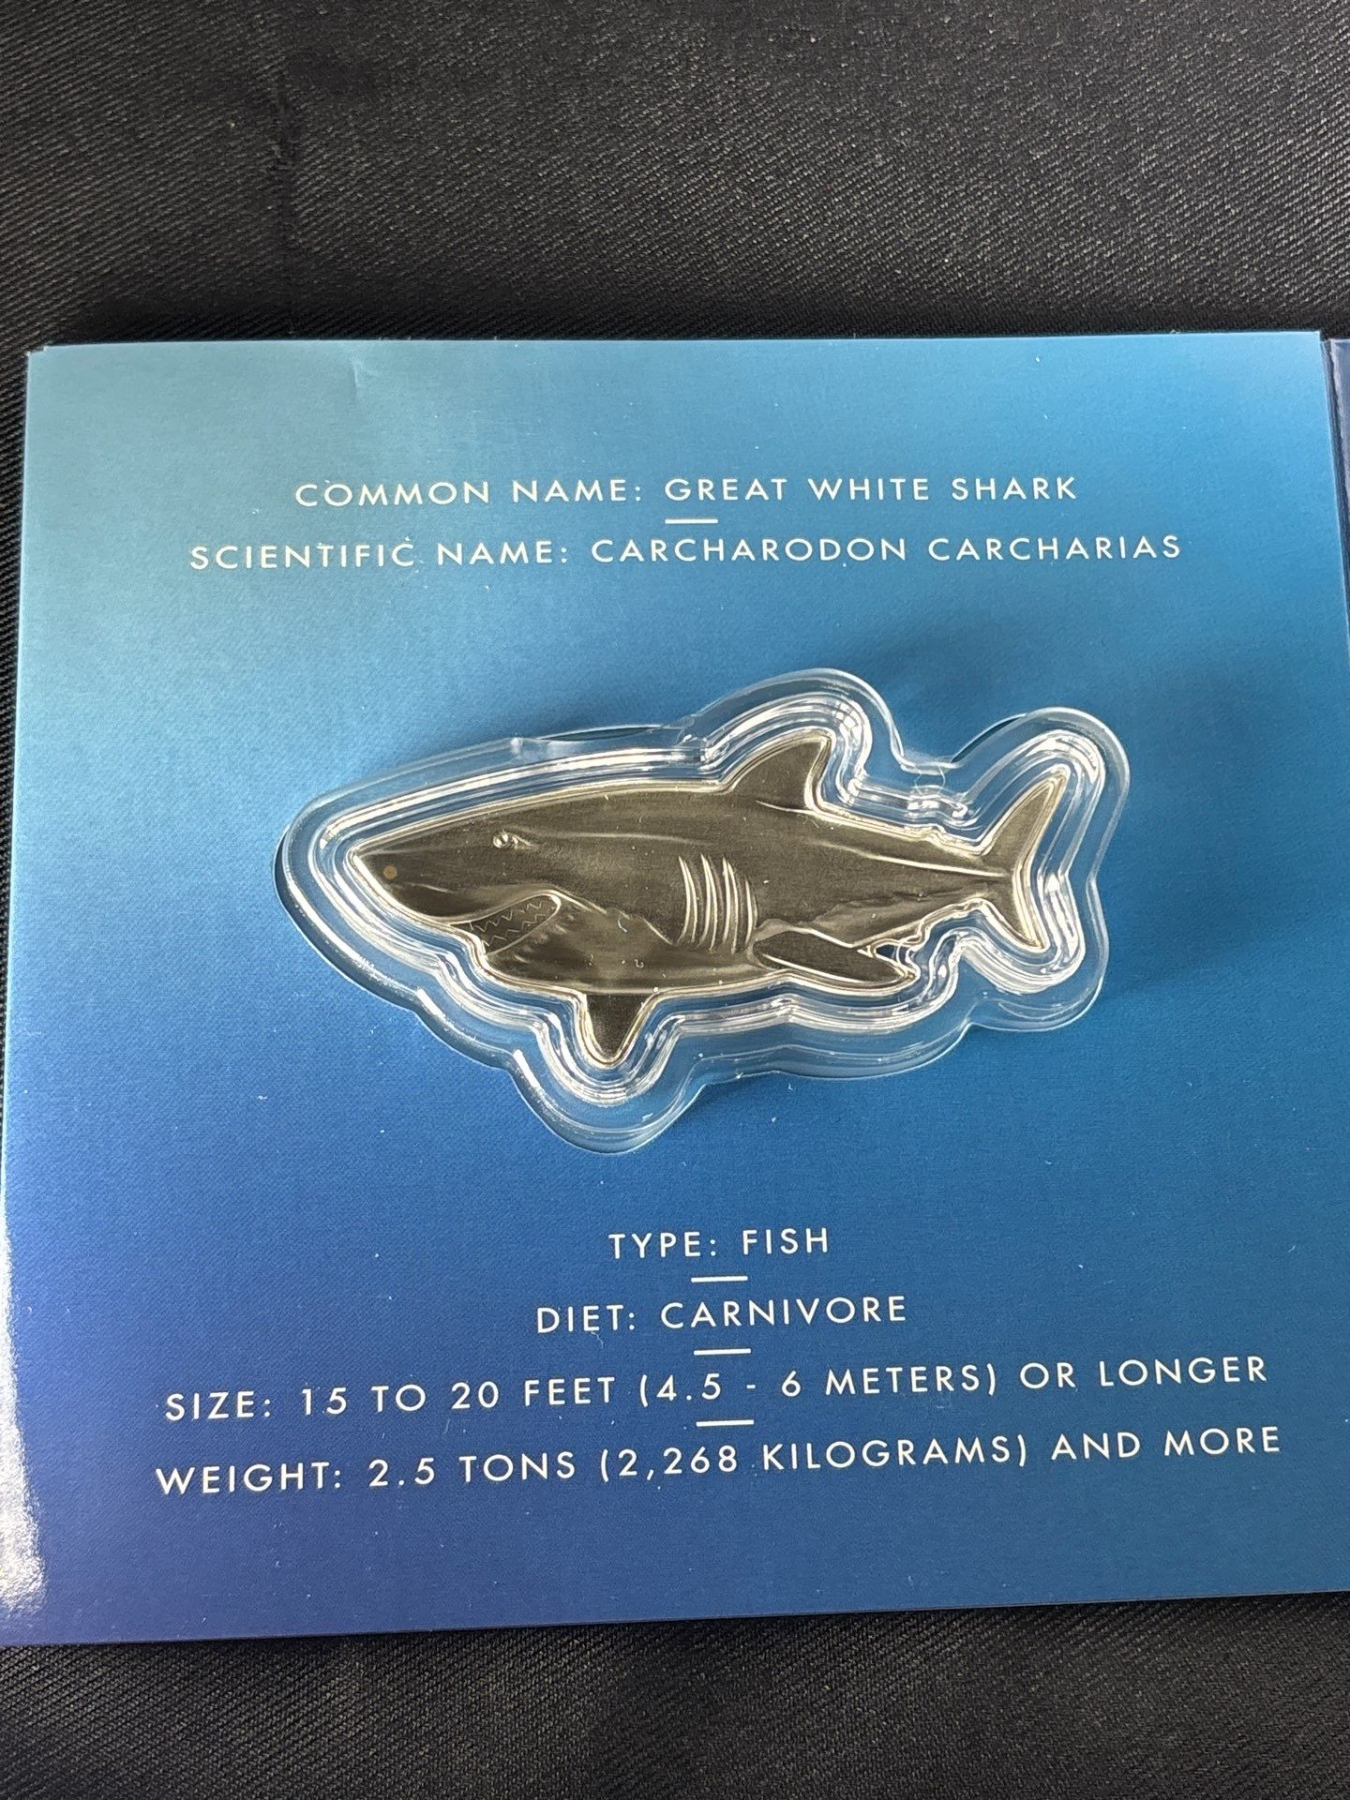 COMMON NAME: GREAT WHITE SHARK
SCIENTIFIC NAME: CARCHARODON CARCHARIAS
TYPE: FISH
DIET: CARNIVORE
SIZE: 15 TO 20 FEET (4.5 - 6 METERS) OR LONGER
WEIGHT: 2.5 TONS (2,268 KILOGRAMS) AND MORE